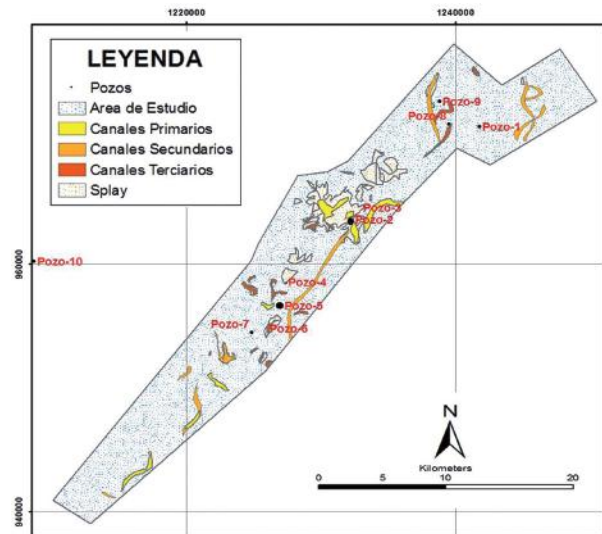 1220000
1240000
LEYENDA
Pozos
Area de Estudio
Canales Primarios
Canales Secundarios
Canales Terciarios
Splay
Pozo-9
Pozo-8
Pozo-1
Pozo-3
Pozo-2
960000
Pozo-10
Pozo-4
Pozo-5
Pozo-7
Pozo-6
N
Kilometers
0
5
10
20
940000
1220000
1240000